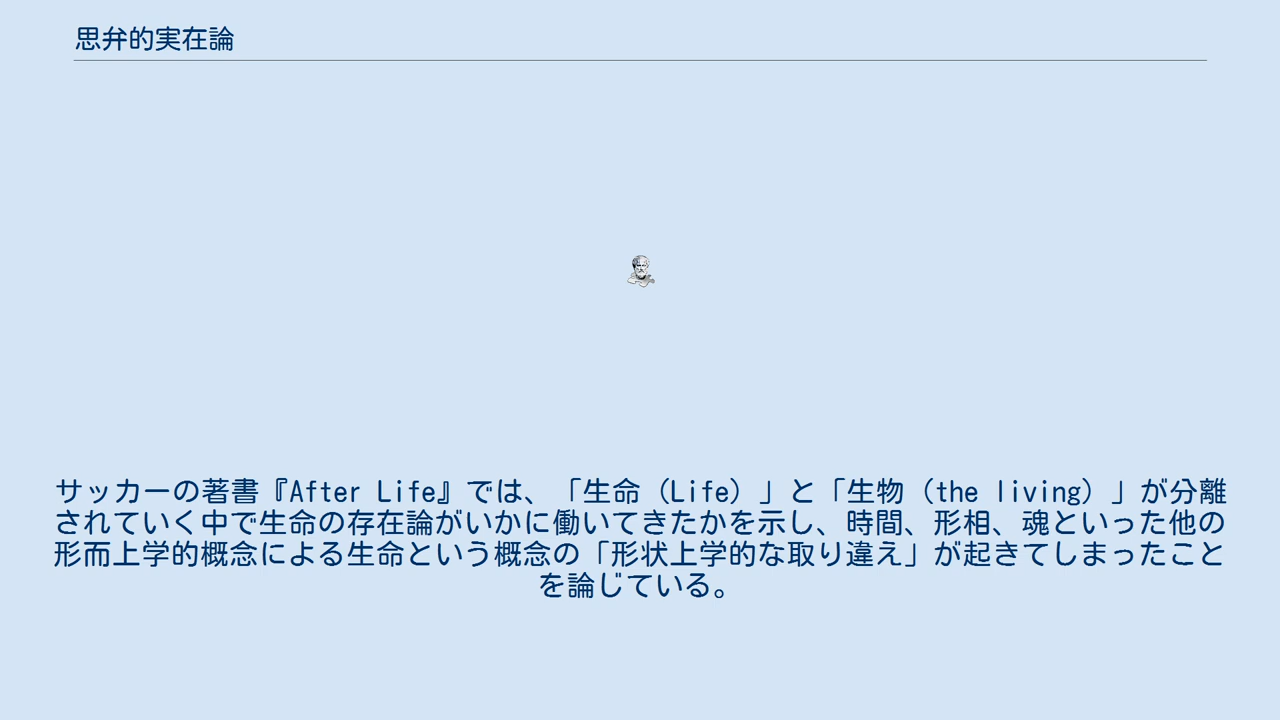 思弁的実在論
サッカーの著書『After Life』では、「生命（Life）」と「生物（the living）」が分離
されていく中で生命の存在論がいかに働いてきたかを示し、時間、形相、魂といった他の
形而上学的概念による生命という概念の「形状上学的な取り違え」が起きてしまったこと
を論じている。